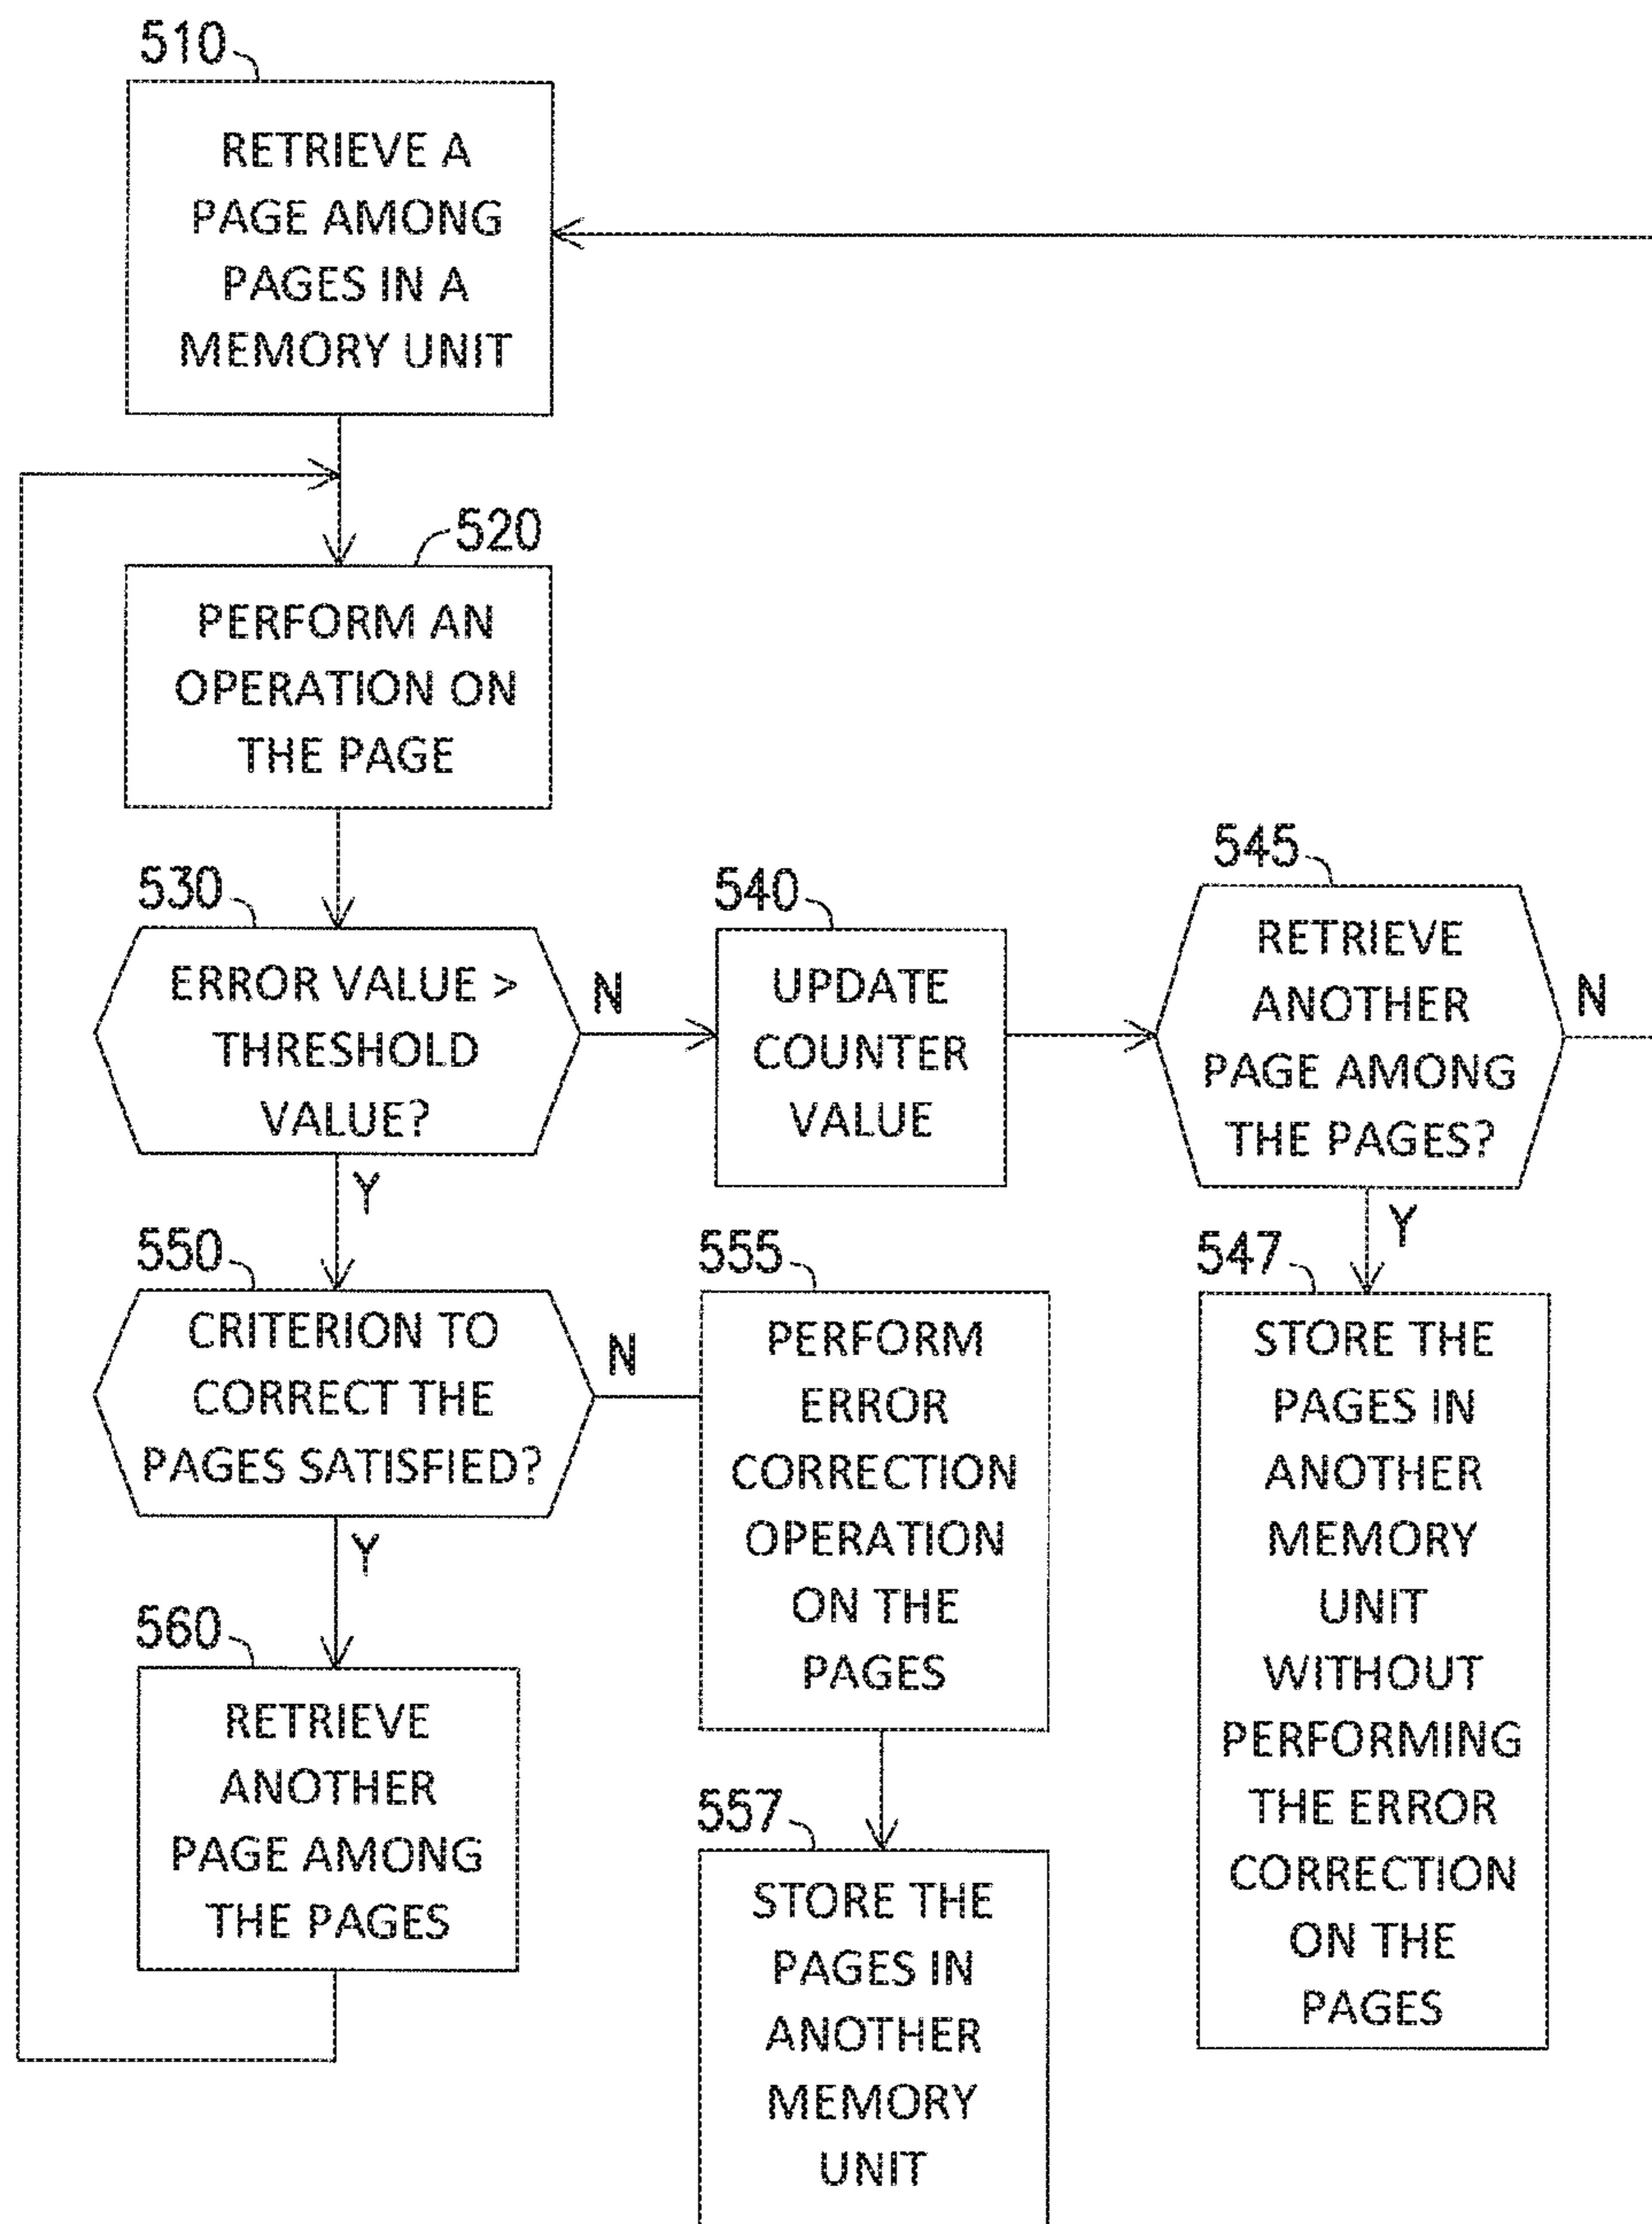 510
RETRIEVE A
PAGE AMONG
PAGES IN A
MEMORY UNIT
520
PERFORM AN
OPERATION ON
THE PAGE
530
ERROR VALUE >
THRESHOLD
VALUE?
N
Y
540
UPDATE
COUNTER
VALUE
545
RETRIEVE
ANOTHER
PAGE AMONG
THE PAGES?
N
Y
547
STORE THE
PAGES IN
ANOTHER
MEMORY
UNIT
WITHOUT
PERFORMING
THE ERROR
CORRECTION
ON THE
PAGES
550
CRITERION TO
CORRECT THE
PAGES SATISFIED?
N
Y
555
PERFORM
ERROR
CORRECTION
OPERATION
ON THE
PAGES
557
STORE THE
PAGES IN
ANOTHER
MEMORY
UNIT
560
RETRIEVE
ANOTHER
PAGE AMONG
THE PAGES